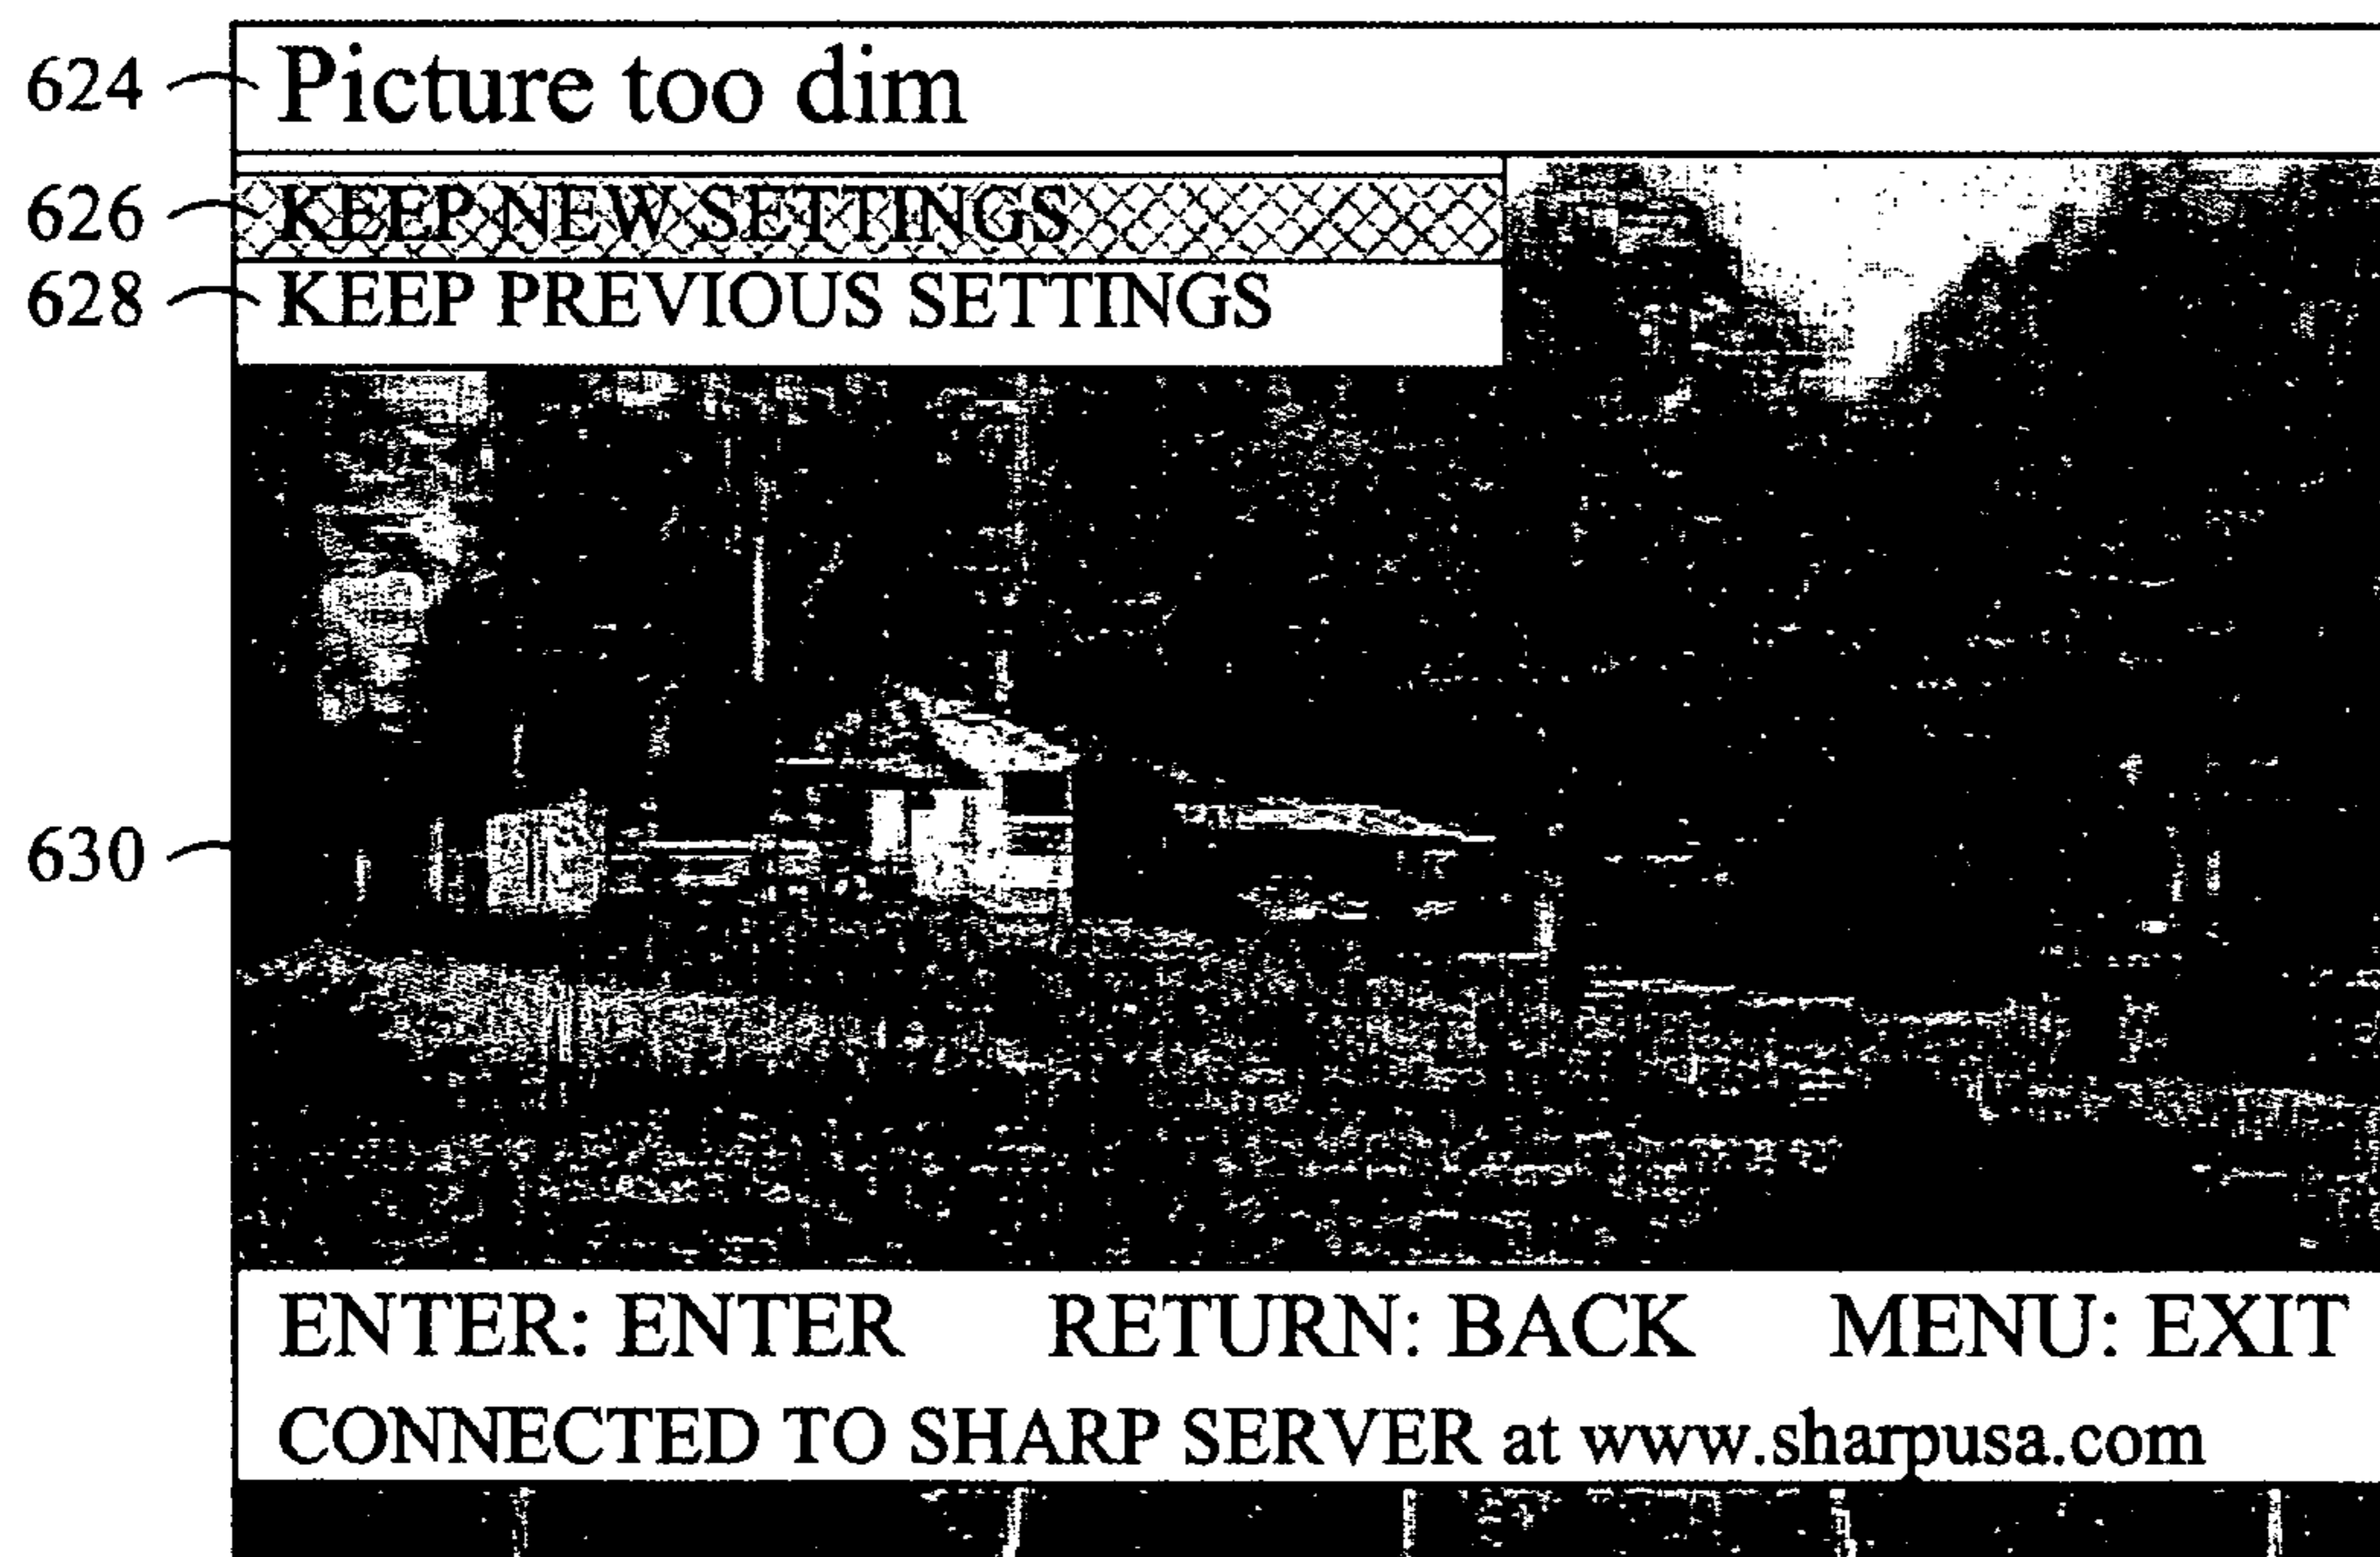 624 Picture too dim
626 KEEP NEW SETTINGS
628 KEEP PREVIOUS SETTINGS
630
ENTER: ENTER RETURN: BACK MENU: EXIT
CONNECTED TO SHARP SERVER at www.sharpusa.com